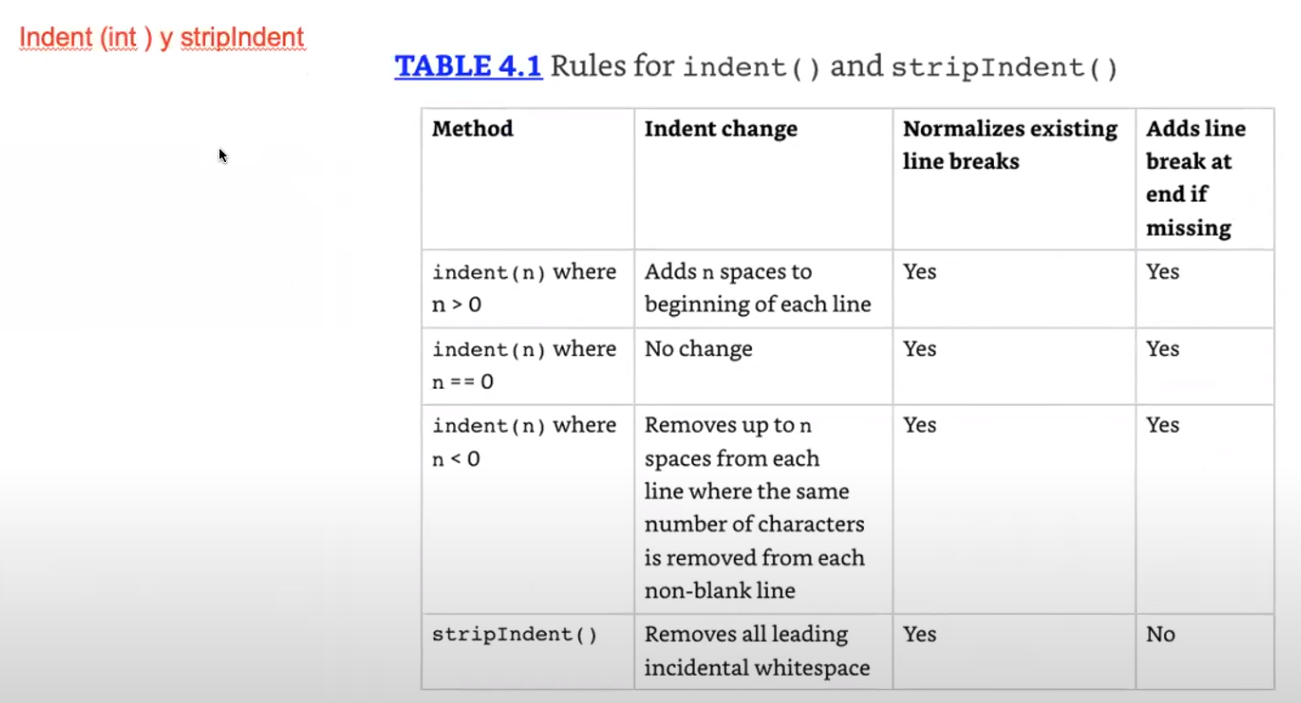 Indent (int ) y stripIndent
TABLE 4.1 Rules for indent() and stripIndent()
Method
Indent change
Normalizes existing
line breaks
Adds line
break at
end if
missing
indent(n) where
n > 0
Adds n spaces to
beginning of each line
Yes
Yes
indent(n) where
n == 0
No change
Yes
Yes
indent(n) where
n < 0
Removes up to n
spaces from each
line where the same
number of characters
is removed from each
non-blank line
Yes
Yes
stripIndent()
Removes all leading
incidental whitespace
Yes
No